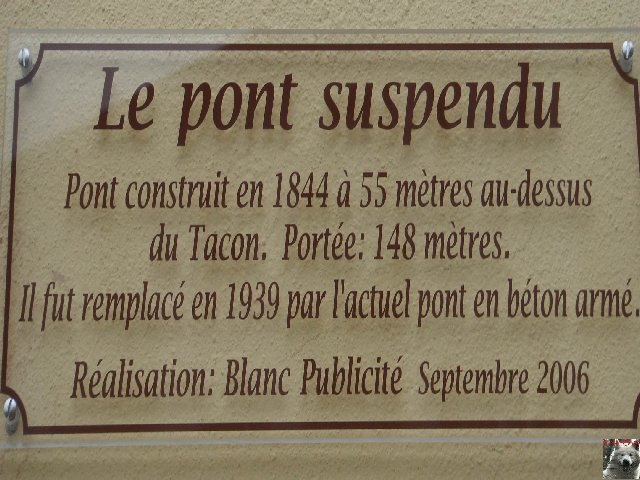 Le pont suspendu
Pont construit en 1844 à 55 mètres au-dessus
du Tacon. Portée: 148 mètres.
Il fut remplacé en 1939 par l'actuel pont en béton armé.
Réalisation: Blanc Publicité Septembre 2006